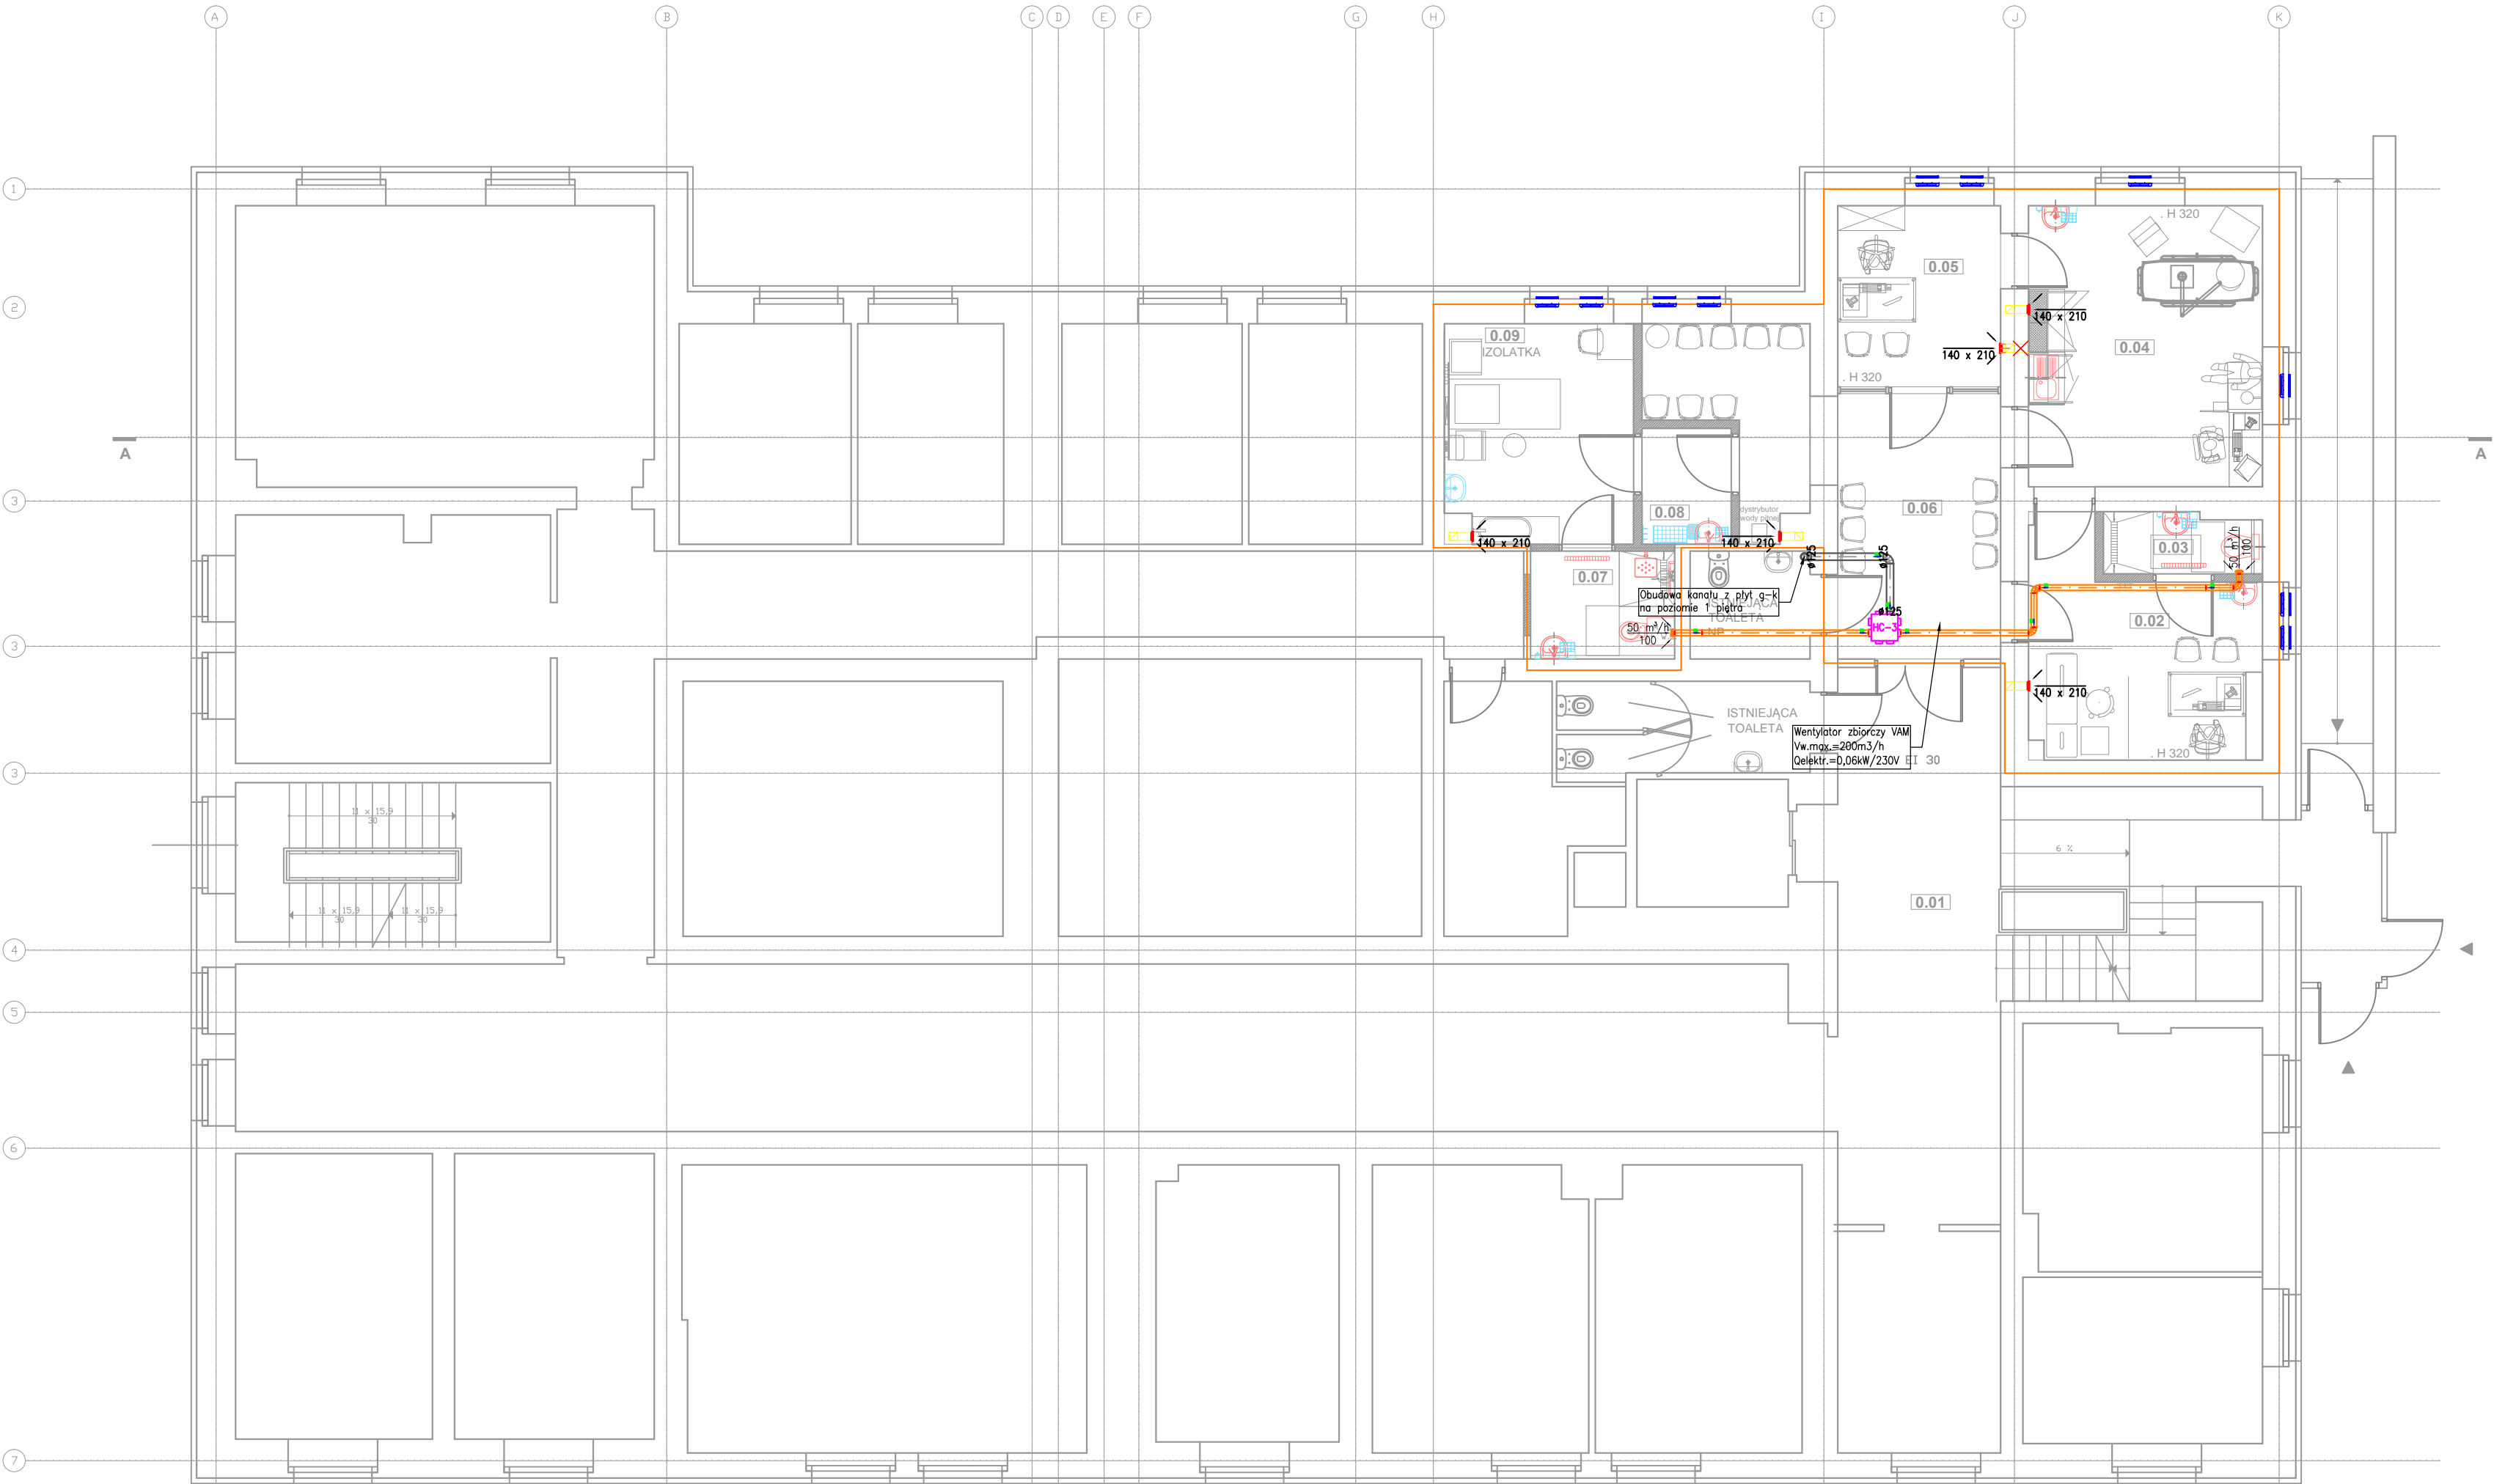 A
B
C
D
E
F
G
H
I
J
K
1
. H 320
0.05
2
140 x 210
0.09
IZOLATKA
0.04
140 x 210
. H 320
A
A
3
0.06
0.08
dystrybutor
wody pitnej
140 x 210
140 x 210
ø125
ø125
0.03
50 m³/h
100
0.07
Obudowa kanału z płyt g-k
na poziomie 1 piętra
ISTNIEJĄCA
TOALETA
NP
ø125
HC-3
50 m³/h
100
0.02
3
140 x 210
ISTNIEJĄCA
TOALETA
Wentylator zbiorczy VAM
Vw.max.=200m3/h
Qelektr.=0,06kW/230V
EI 30
. H 320
3
11 x 15,9
30
6 %
11 x 15,9
30
11 x 15,9
30
0.01
4
5
6
7